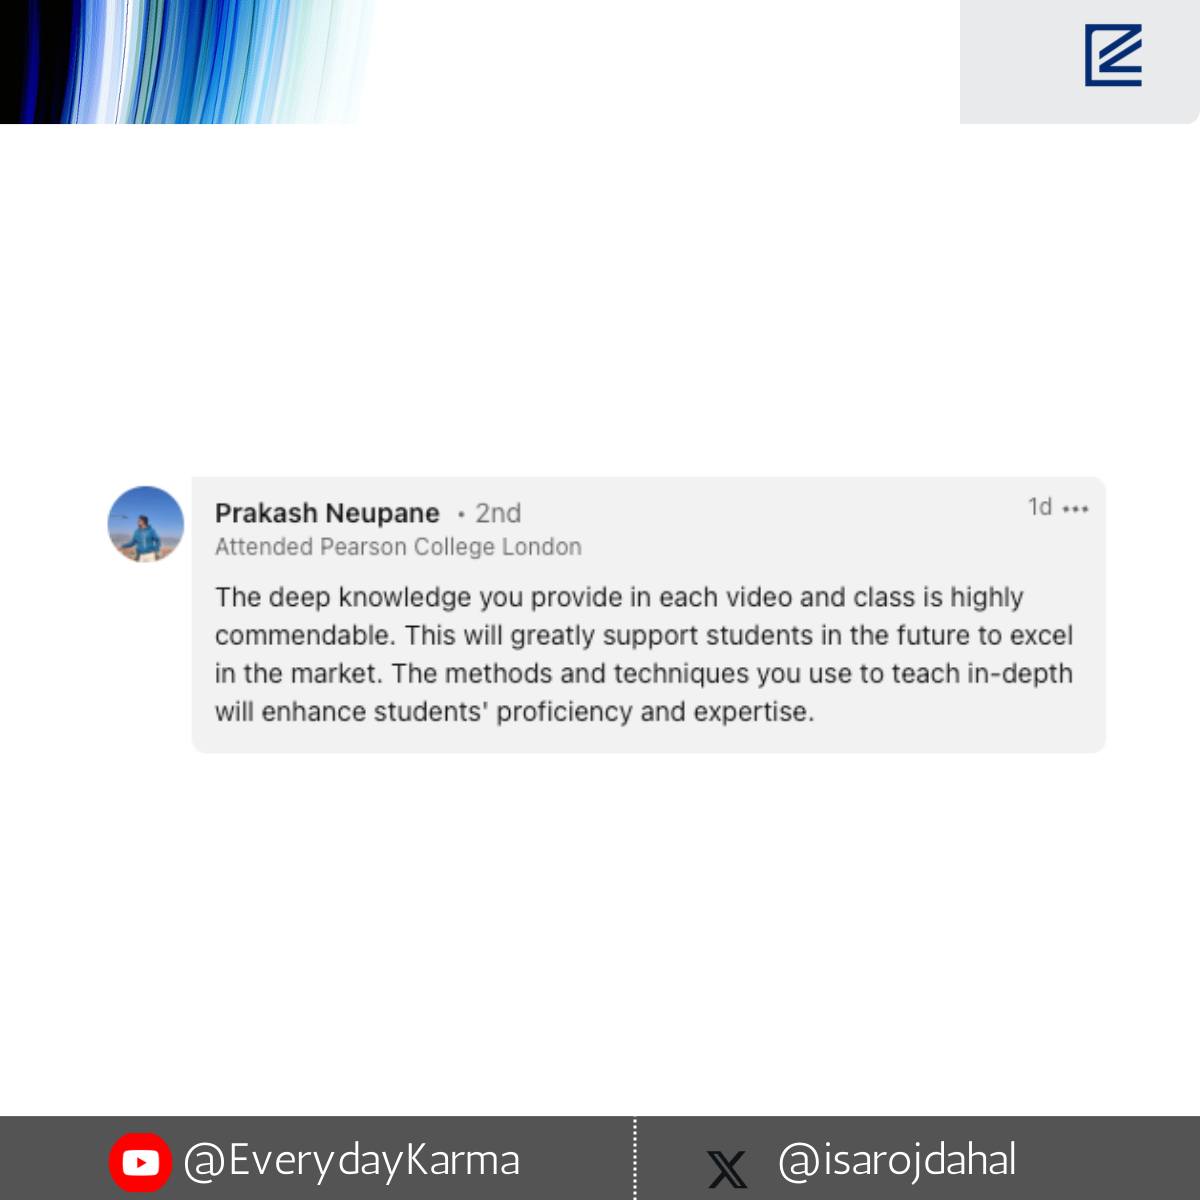 Prakash Neupane • 2nd
1d •••
Attended Pearson College London
The deep knowledge you provide in each video and class is highly
commendable. This will greatly support students in the future to excel
in the market. The methods and techniques you use to teach in-depth
will enhance students' proficiency and expertise.
@EverydayKarma
@isarojdahal